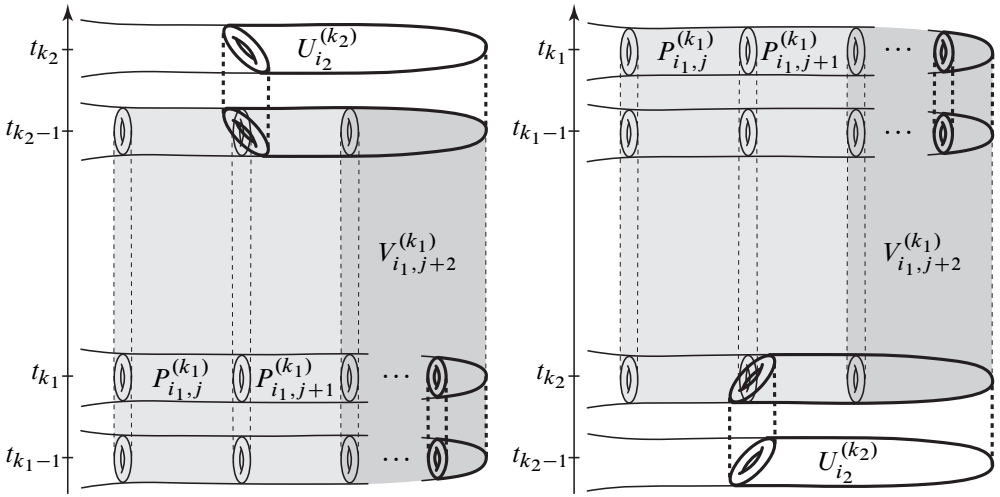 t_{k_2} U_{i_2}^{(k_2)}
t_{k_2-1}
V_{i_1,j+2}^{(k_1)}
t_{k_1} P_{i_1,j}^{(k_1)} P_{i_1,j+1}^{(k_1)} ···
t_{k_1-1} ···
t_{k_1} P_{i_1,j}^{(k_1)} P_{i_1,j+1}^{(k_1)} ···
t_{k_1-1} ···
V_{i_1,j+2}^{(k_1)}
t_{k_2}
t_{k_2-1} U_{i_2}^{(k_2)}